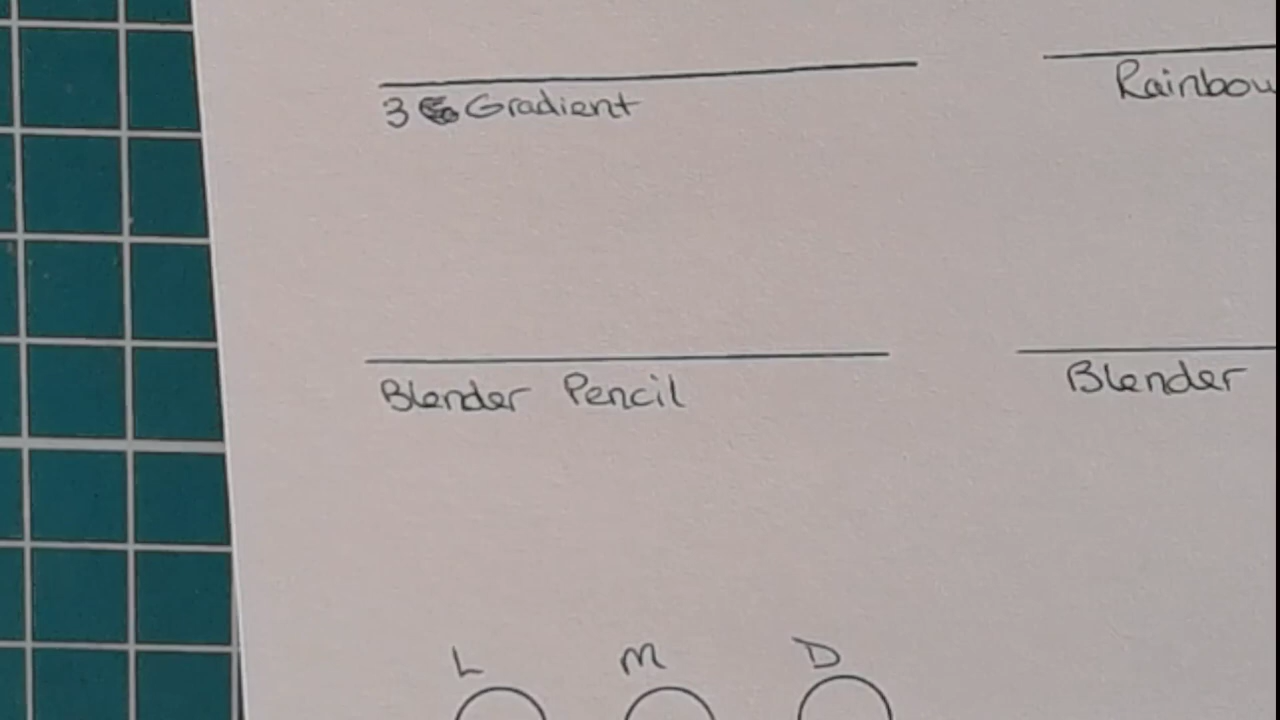 3 Gradient
Rainbow
Blender Pencil
Blender
L M D